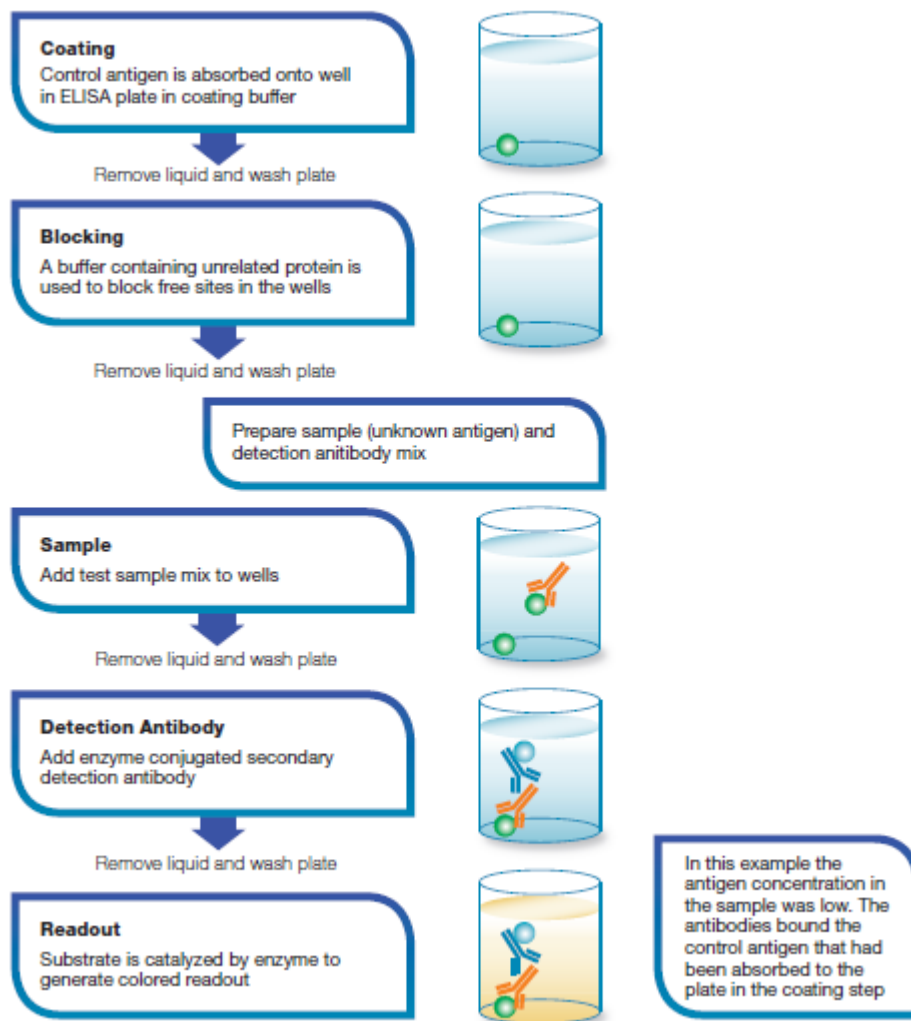 Coating
Control antigen is absorbed onto well
in ELISA plate in coating buffer
Remove liquid and wash plate
Blocking
A buffer containing unrelated protein is
used to block free sites in the wells
Remove liquid and wash plate
Prepare sample (unknown antigen) and
detection anitibody mix
Sample
Add test sample mix to wells
Remove liquid and wash plate
Detection Antibody
Add enzyme conjugated secondary
detection antibody
Remove liquid and wash plate
Readout
Substrate is catalyzed by enzyme to
generate colored readout
In this example the
antigen concentration in
the sample was low. The
antibodies bound the
control antigen that had
been absorbed to the
plate in the coating step